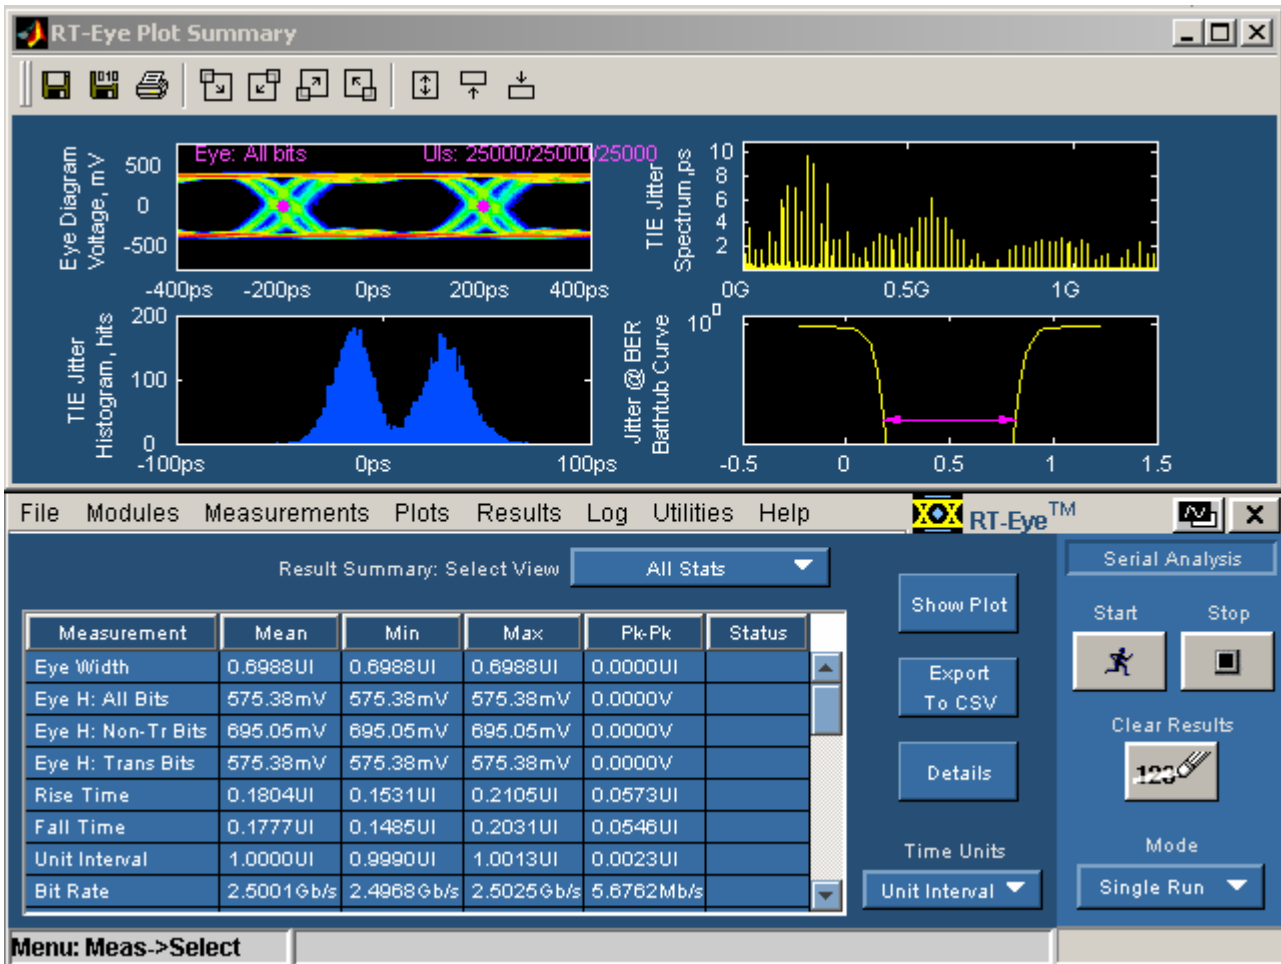 RT-Eye Plot Summary
Eye Diagram
Voltage, mV
500
0
-500
Eye: All bits
UIs: 25000/25000/25000
-400ps
-200ps
0ps
200ps
400ps
TIE Jitter
Spectrum,ps
10
8
6
4
2
0G
0.5G
1G
TIE Jitter
Histogram, hits
200
100
0
-100ps
0ps
100ps
Jitter @ BER
Bathtub Curve
10
-0.5
0
0.5
1
1.5
File Modules Measurements Plots Results Log Utilities Help
RT-Eye™
Result Summary: Select View All Stats
Measurement Mean Min Max Pk-Pk Status
Eye Width 0.6988UI 0.6988UI 0.6988UI 0.0000UI
Eye H: All Bits 575.38mV 575.38mV 575.38mV 0.0000V
Eye H: Non-Tr Bits 695.05mV 695.05mV 695.05mV 0.0000V
Eye H: Trans Bits 575.38mV 575.38mV 575.38mV 0.0000V
Rise Time 0.1804UI 0.1531UI 0.2105UI 0.0573UI
Fall Time 0.1777UI 0.1485UI 0.2031UI 0.0546UI
Unit Interval 1.0000UI 0.9990UI 1.0013UI 0.0023UI
Bit Rate 2.5001Gb/s 2.4968Gb/s 2.5025Gb/s 5.6762Mb/s
Show Plot
Export
To CSV
Details
Time Units
Unit Interval
Serial Analysis
Start Stop
Clear Results
123
Mode
Single Run
Menu: Meas->Select